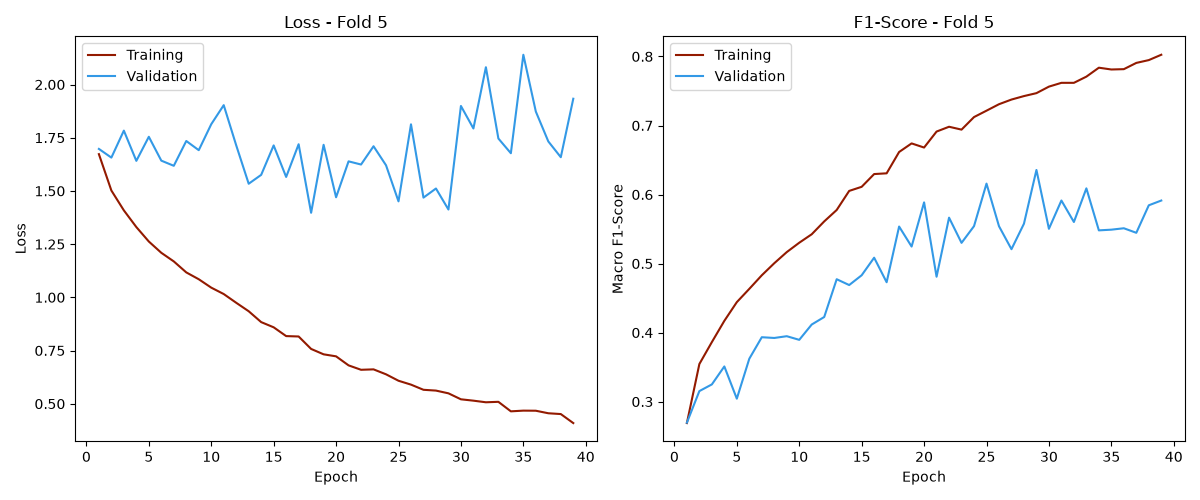 Loss - Fold 5
Training
Validation
2.00
1.75
1.50
1.25
1.00
0.75
0.50
Loss
0 5 10 15 20 25 30 35 40
Epoch
F1-Score - Fold 5
Training
Validation
0.8
0.7
0.6
0.5
0.4
0.3
Macro F1-Score
0 5 10 15 20 25 30 35 40
Epoch